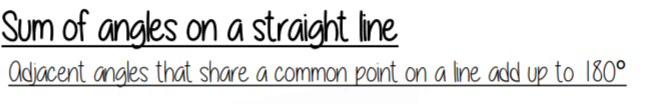 Sum of angles on a straight line
Adjacent angles that share a common point on a line add up to 180°